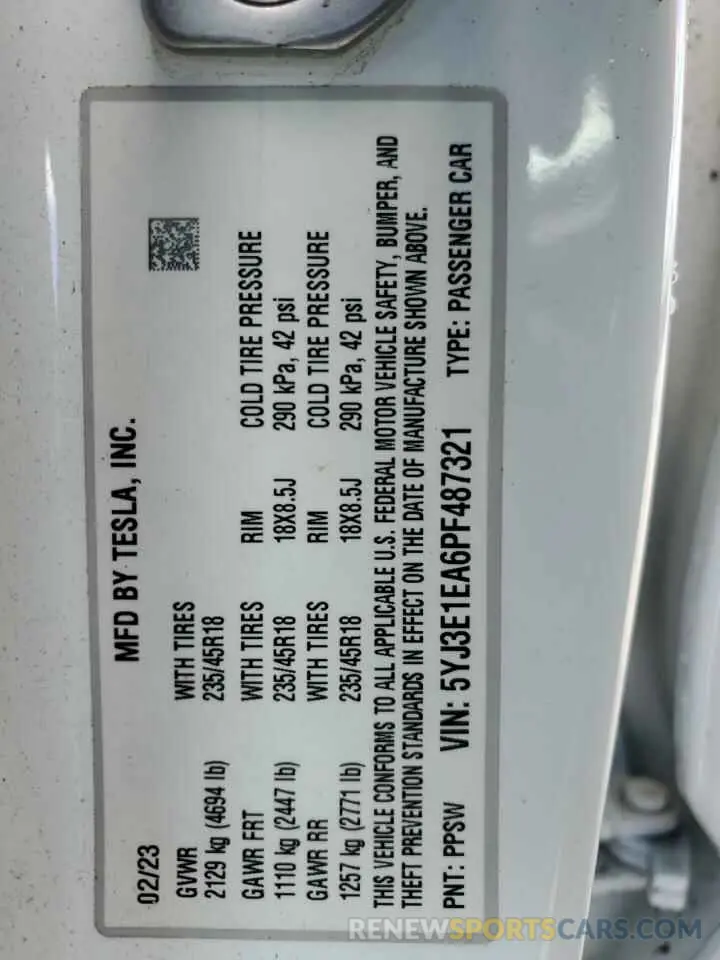 MFD BY TESLA, INC.
02/23
GVWR WITH TIRES
2129 kg (4694 lb) 235/45R18
GAWR FRT WITH TIRES RIM COLD TIRE PRESSURE
1110 kg (2447 lb) 235/45R18 18X8.5J 290 kPa, 42 psi
GAWR RR WITH TIRES RIM COLD TIRE PRESSURE
1257 kg (2771 lb) 235/45R18 18X8.5J 290 kPa, 42 psi
THIS VEHICLE CONFORMS TO ALL APPLICABLE U.S. FEDERAL MOTOR VEHICLE SAFETY, BUMPER, AND
THEFT PREVENTION STANDARDS IN EFFECT ON THE DATE OF MANUFACTURE SHOWN ABOVE.
PNT: PPSW VIN: 5YJ3E1EA6PF487321 TYPE: PASSENGER CAR
RENEWSPORTSCARS.COM